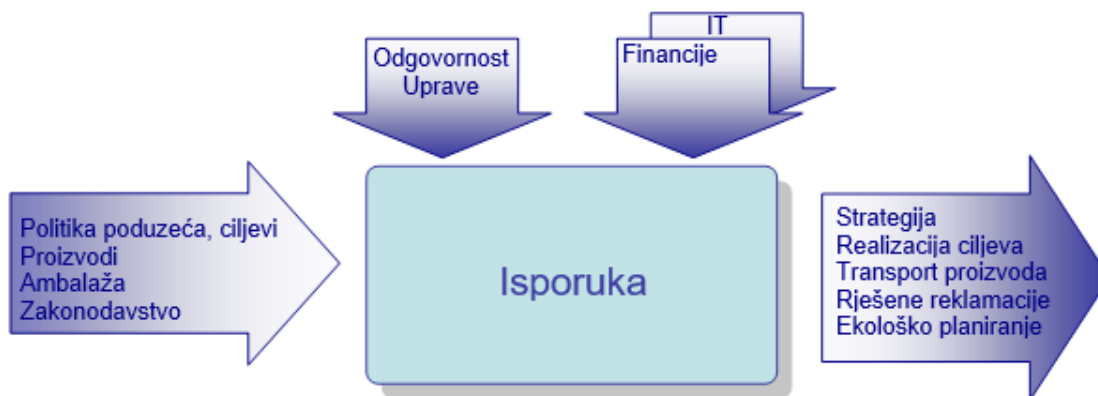 IT
Odgovornost
Uprave
Financije
Politika poduzeća, ciljevi
Proizvodi
Ambalaža
Zakonodavstvo
Isporuka
Strategija
Realizacija ciljeva
Transport proizvoda
Rješene reklamacije
Ekološko planiranje